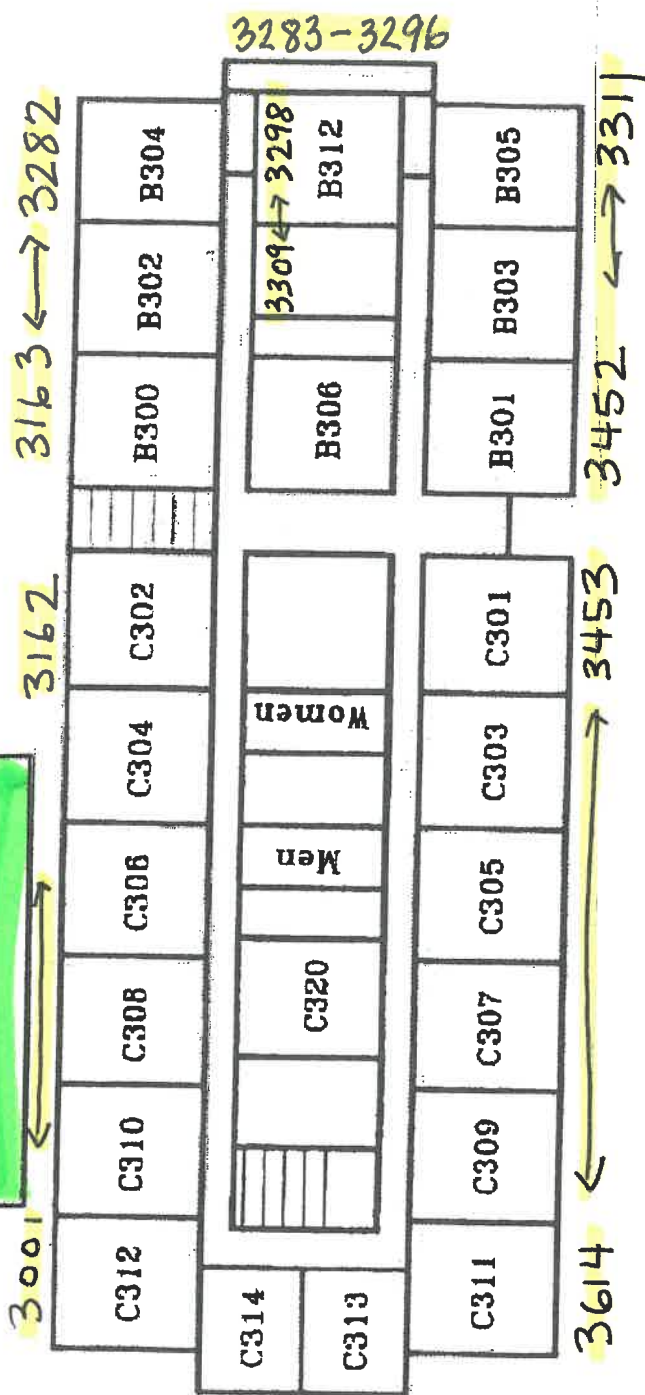 3001 ↔ 3162 3163 ↔ 3282
C312 C310 C308 C306 C304 C302 B300 B302 B304
3283-3296
3309 ↔ 3298
C314 C320 Men Women B306 B312
C313
C311 C309 C307 C305 C303 C301 B301 B303 B305
3614 ↔ 3453 3452 ↔ 3311